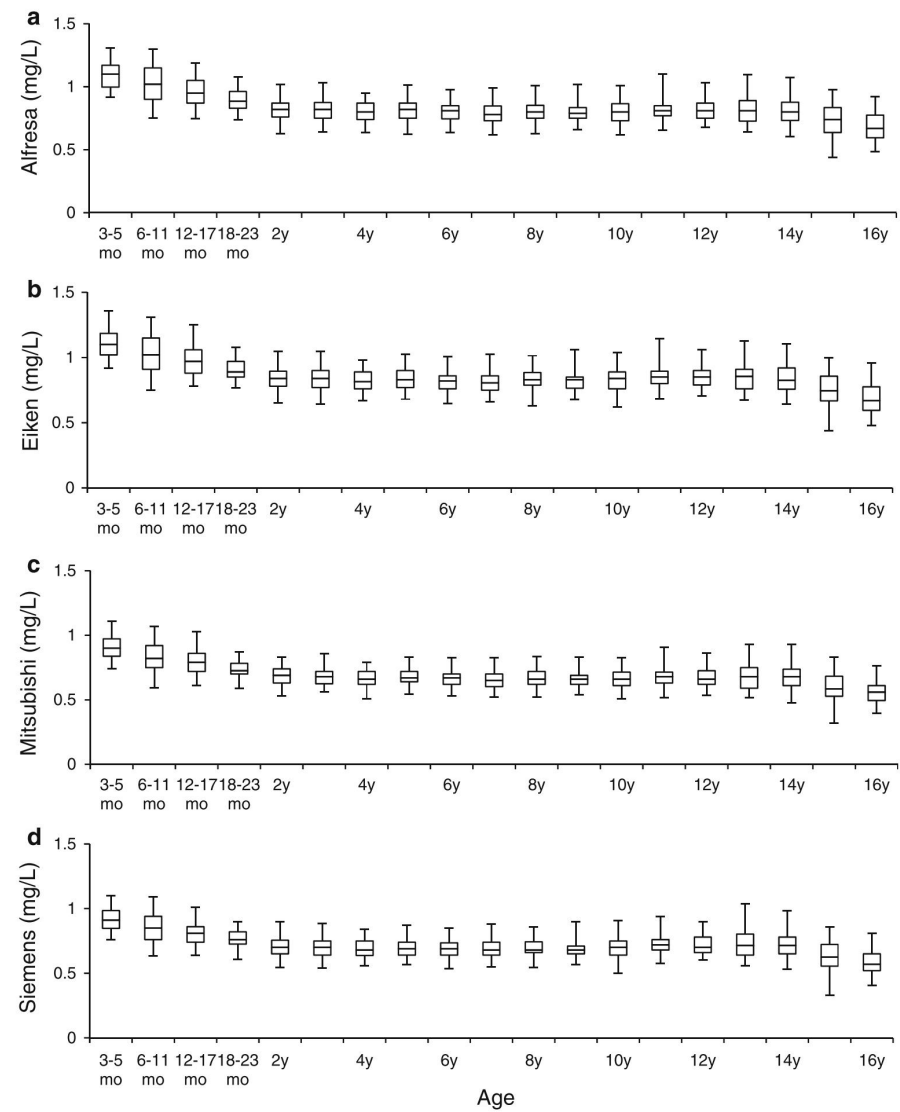 a
Alfresa (mg/L)
1.5
1
0.5
0
3-5 6-11 12-17 18-23 2y 4y 6y 8y 10y 12y 14y 16y
mo mo mo mo
b
Eiken (mg/L)
1.5
1
0.5
0
3-5 6-11 12-17 18-23 2y 4y 6y 8y 10y 12y 14y 16y
mo mo mo mo
c
Mitsubishi (mg/L)
1.5
1
0.5
0
3-5 6-11 12-17 18-23 2y 4y 6y 8y 10y 12y 14y 16y
mo mo mo mo
d
Siemens (mg/L)
1.5
1
0.5
0
3-5 6-11 12-17 18-23 2y 4y 6y 8y 10y 12y 14y 16y
mo mo mo mo
Age